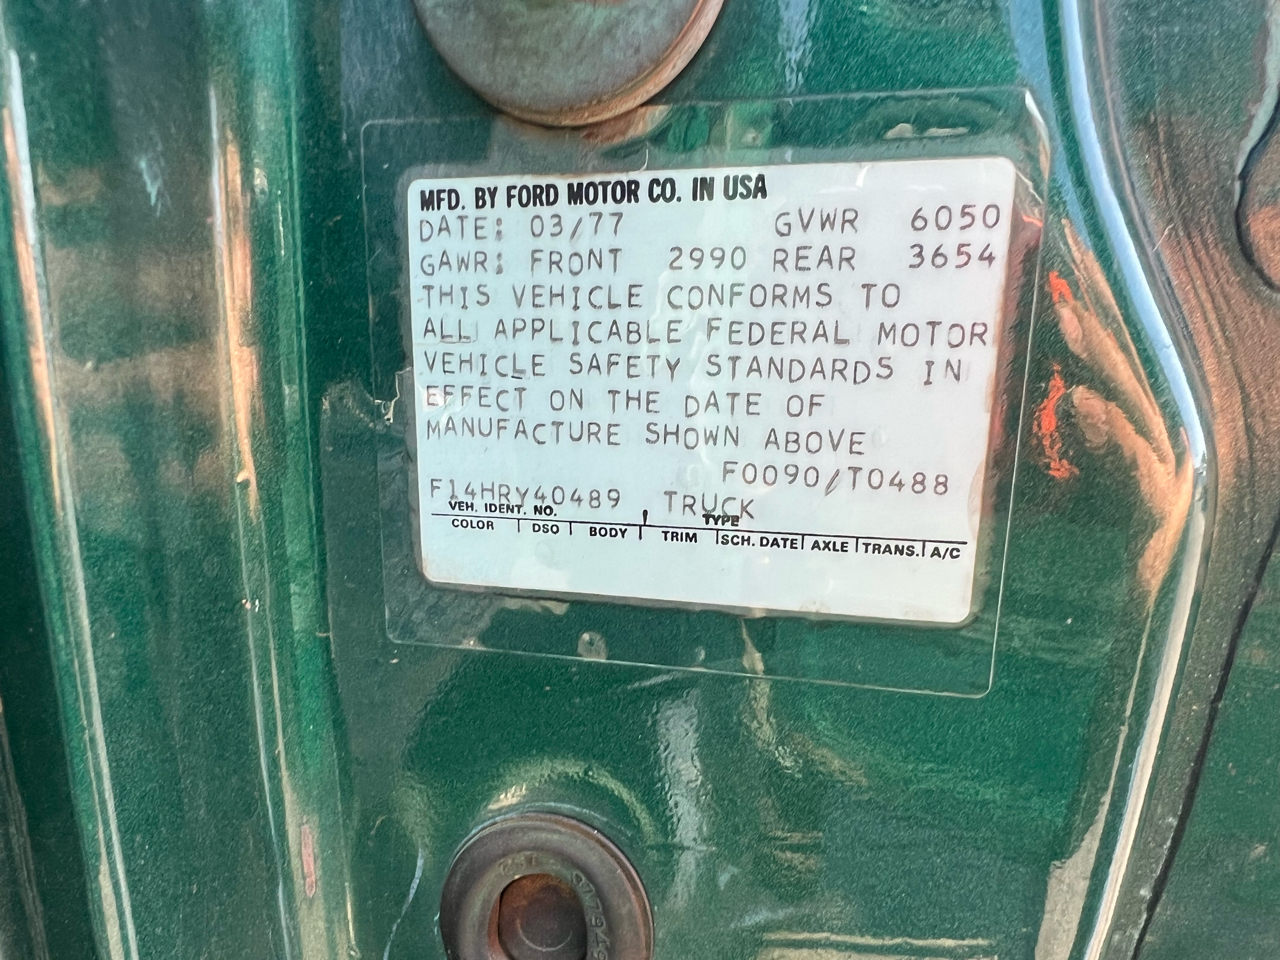 MFD. BY FORD MOTOR CO. IN USA
DATE: 03/77 GVWR 6050
GAWR: FRONT 2990 REAR 3654
THIS VEHICLE CONFORMS TO
ALL APPLICABLE FEDERAL MOTOR
VEHICLE SAFETY STANDARDS IN
EFFECT ON THE DATE OF
MANUFACTURE SHOWN ABOVE
F0090/T0488
F14HRY40489 TRUCK
VEH. IDENT. NO. TYPE
COLOR DSO BODY TRIM SCH. DATE AXLE TRANS. A/C